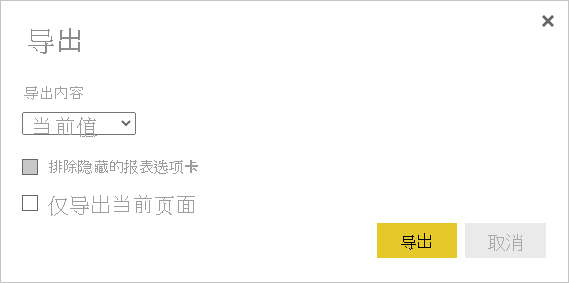 导出
导出内容
当前值
排除隐藏的报表选项卡
仅导出当前页面
导出 取消